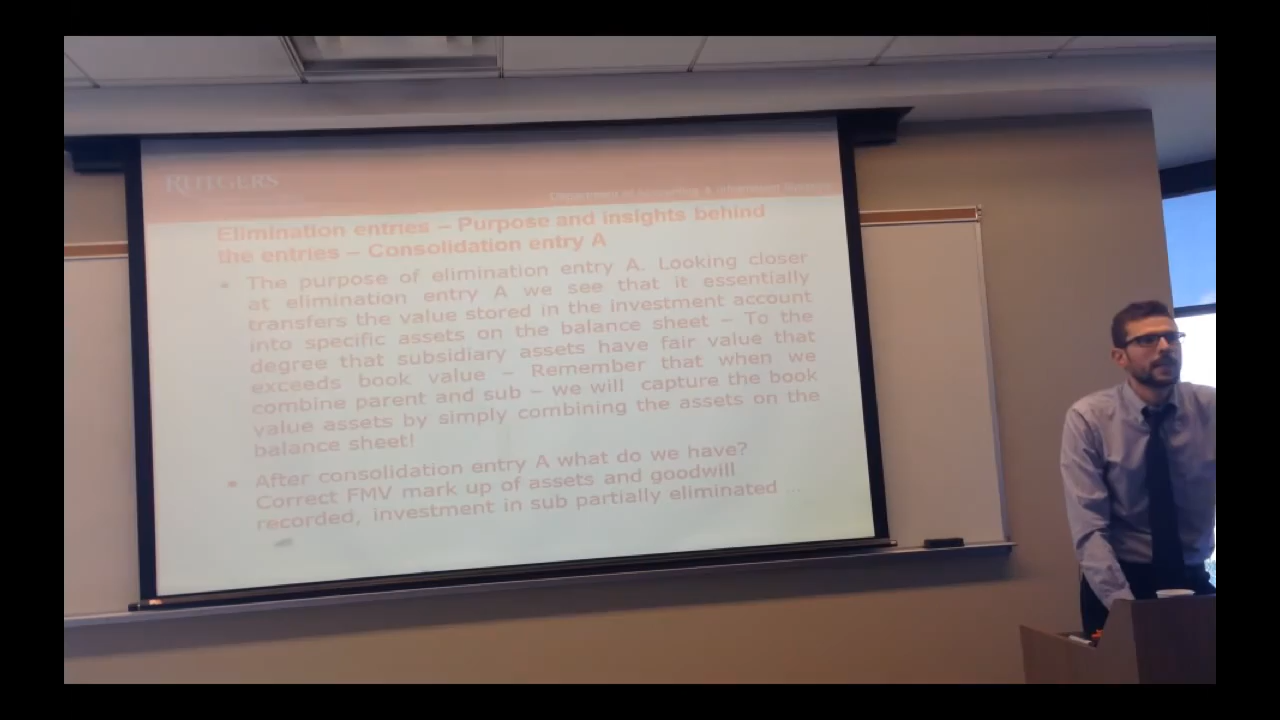 RUTGERS
Department of Accounting & Information Systems
Elimination entries – Purpose and insights behind
the entries – Consolidation entry A
• The purpose of elimination entry A. Looking closer
at elimination entry A we see that it essentially
transfers the value stored in the investment account
into specific assets on the balance sheet – To the
degree that subsidiary assets have fair value that
exceeds book value – Remember that when we
combine parent and sub – we will capture the book
value assets by simply combining the assets on the
balance sheet!
• After consolidation entry A what do we have?
Correct FMV mark up of assets and goodwill
recorded, investment in sub partially eliminated ...